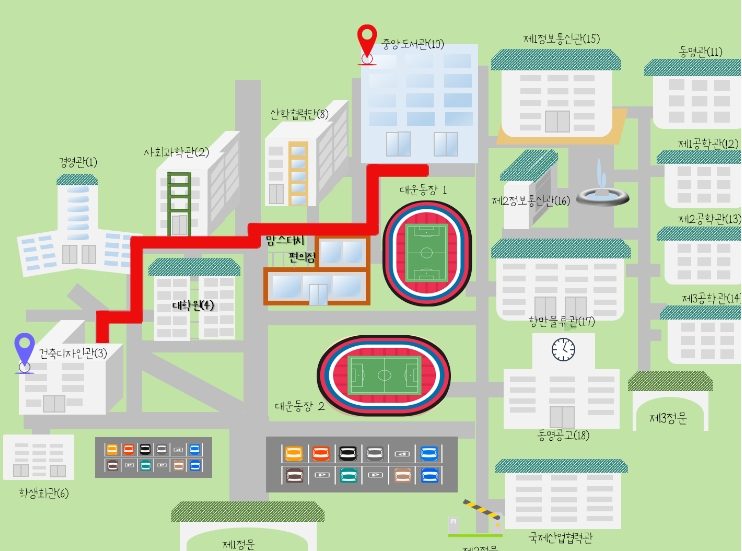 중앙도서관(10)
제1정보통신관(15)
동명관(11)
산학협력단(8)
제1공학관(12)
사회과학관(2)
경영관(1)
대운동장 1
제2정보통신관(16)
제2공학관(13)
맘스터치
편의점
제3공학관(14)
대학원(4)
항만물류관(17)
건축디자인관(3)
대운동장 2
제3정문
동명공고(18)
학생회관(6)
국제산업협력관
제1정문
제2정문